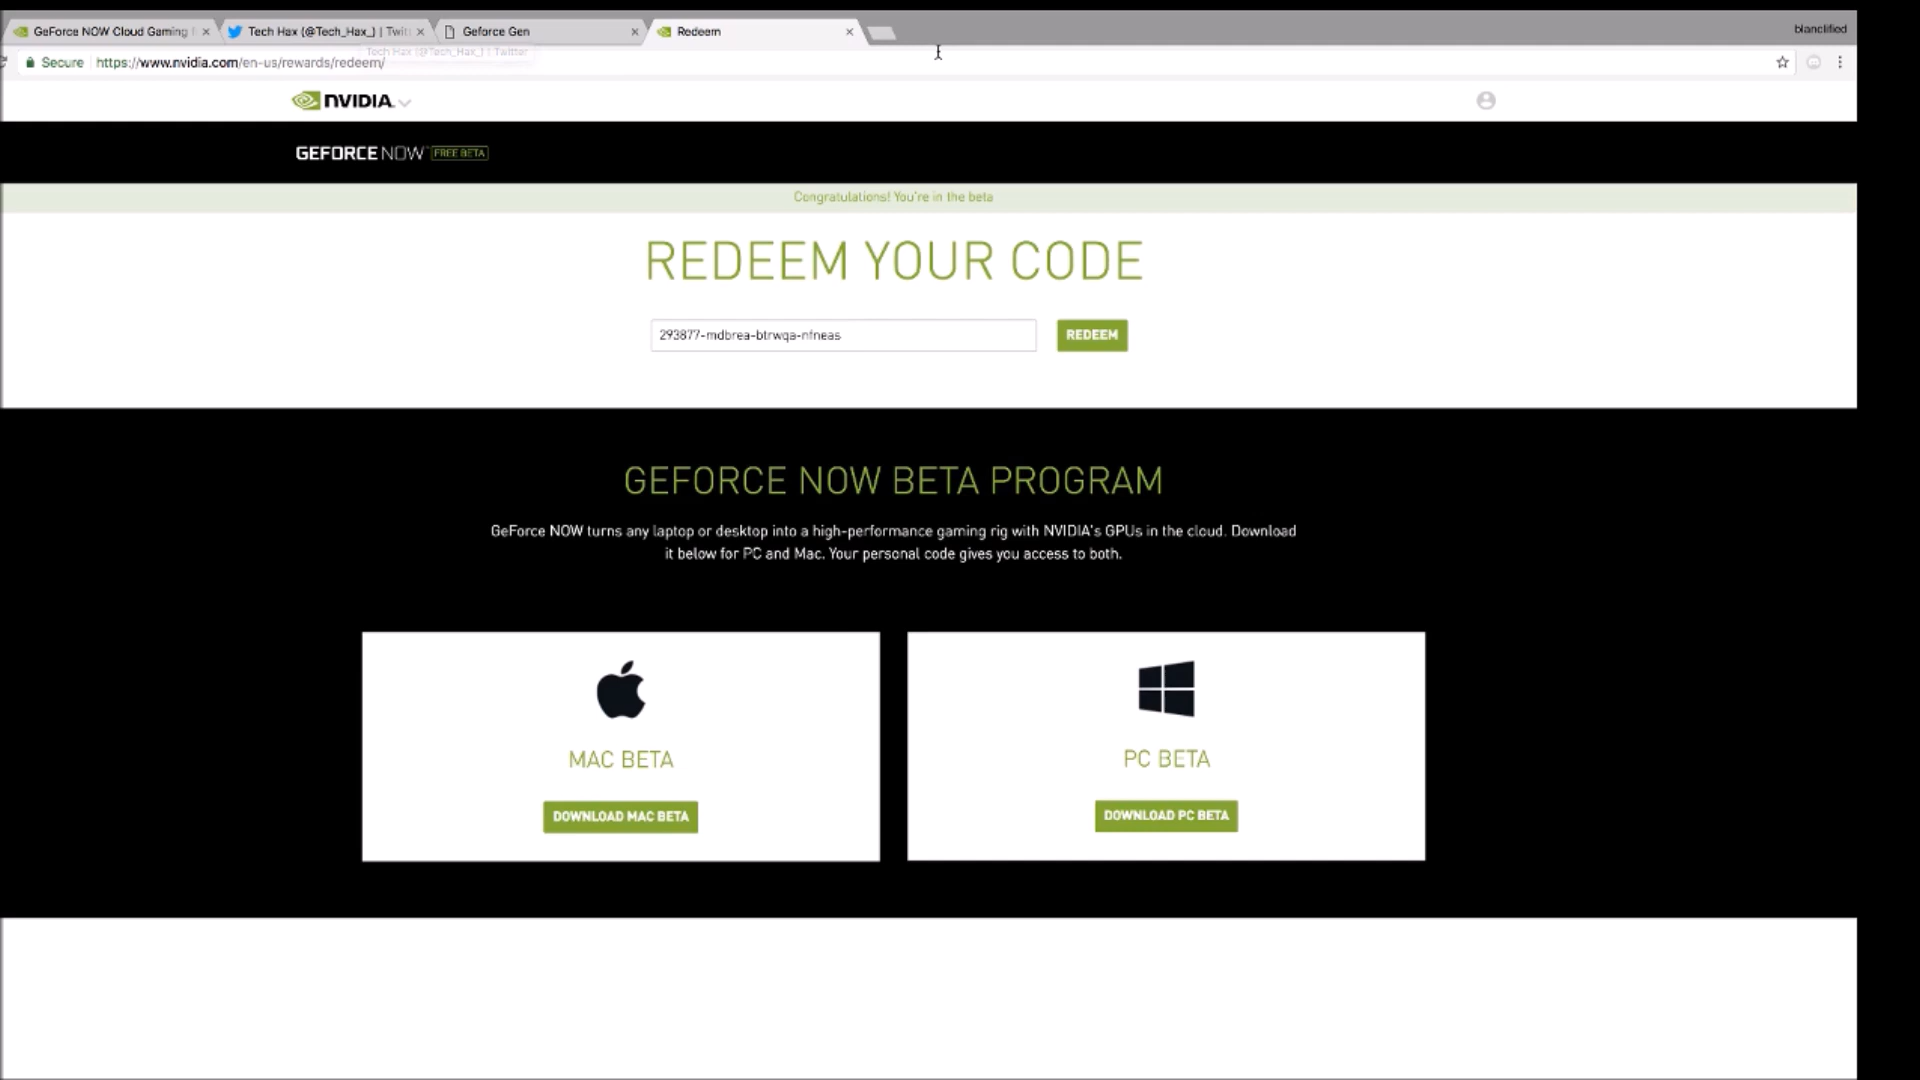 GeForce NOW Cloud Gaming
Tech Hax (@Tech_Hax_) | Twit
Geforce Gen
Redeem
blanclified
Tech Hax (@Tech_Hax_) | Twitter
Secure
https://www.nvidia.com/en-us/rewards/redeem/
NVIDIA
GEFORCE NOW FREE BETA
Congratulations! You're in the beta
REDEEM YOUR CODE
293877-mdbrea-btrwqa-nfneas
REDEEM
GEFORCE NOW BETA PROGRAM
GeForce NOW turns any laptop or desktop into a high-performance gaming rig with NVIDIA's GPUs in the cloud. Download
it below for PC and Mac. Your personal code gives you access to both.
MAC BETA
PC BETA
DOWNLOAD MAC BETA
DOWNLOAD PC BETA